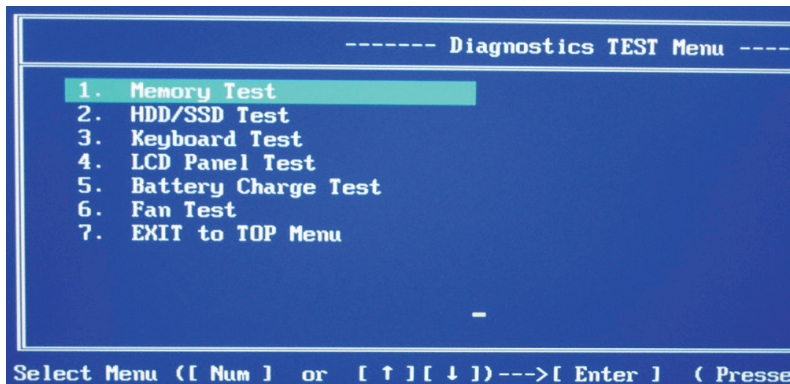 ------- Diagnostics TEST Menu ----
1. Memory Test
2. HDD/SSD Test
3. Keyboard Test
4. LCD Panel Test
5. Battery Charge Test
6. Fan Test
7. EXIT to TOP Menu
Select Menu ([ Num ] or [ ↑ ][ ↓ ])--->[ Enter ] ( Presse